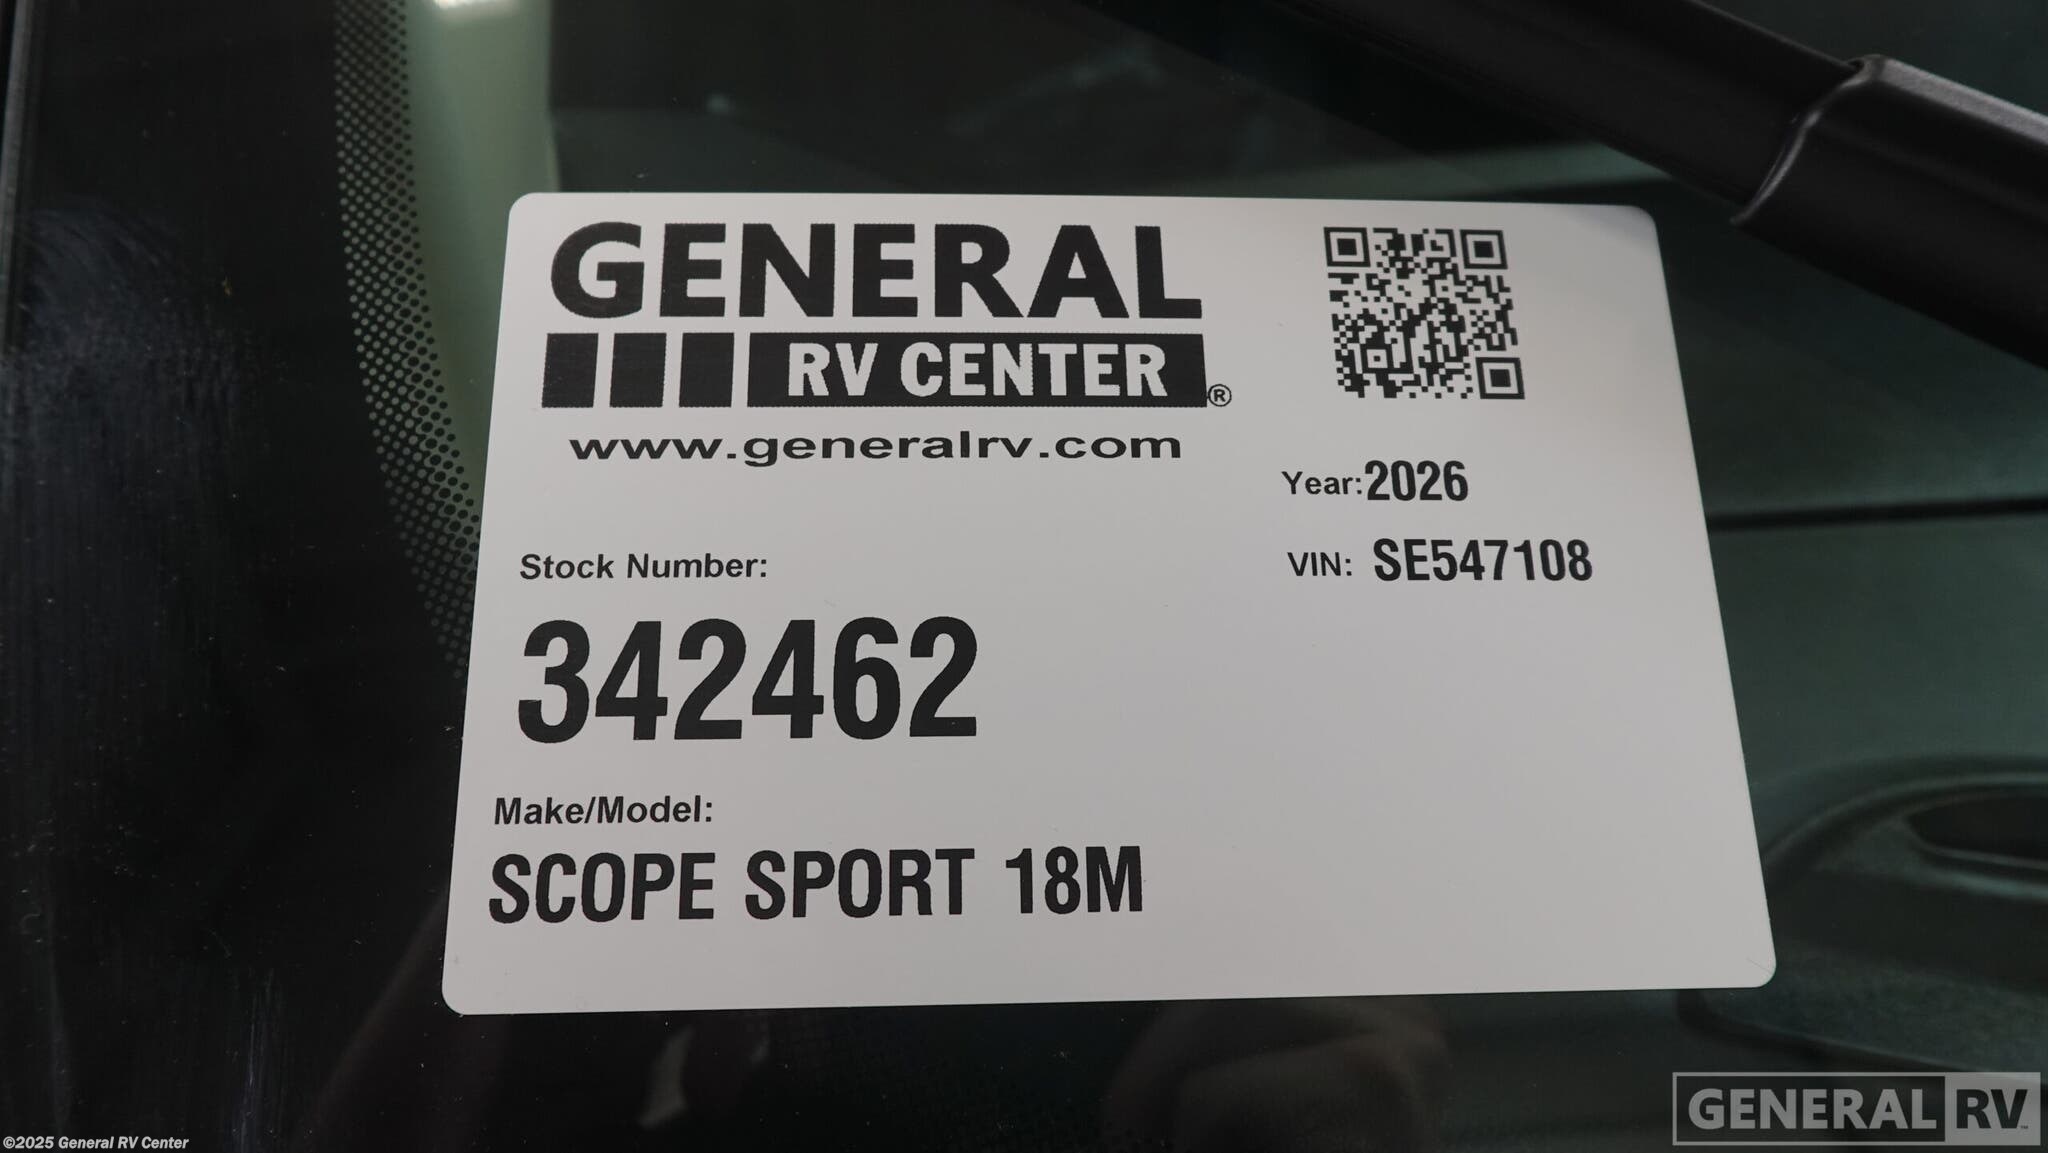 GENERAL
RV CENTER®
www.generalrv.com
Year:2026
VIN: SE547108
Stock Number:
342462
Make/Model:
SCOPE SPORT 18M
©2025 General RV Center
GENERAL RV™